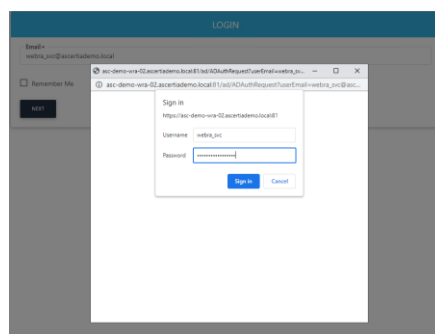 LOGIN
Email *
webra_svc@ascertiademo.local
asc-demo-wra-02.ascertiademo.local:81/ad/ADAuthRequest?userEmail=webra_sv...
asc-demo-wra-02.ascertiademo.local:81/ad/ADAuthRequest?userEmail=webra_svc@asc...
Remember Me
Sign in
https://asc-demo-wra-02.ascertiademo.local:81
Username webra_svc
NEXT
Password
Sign in Cancel